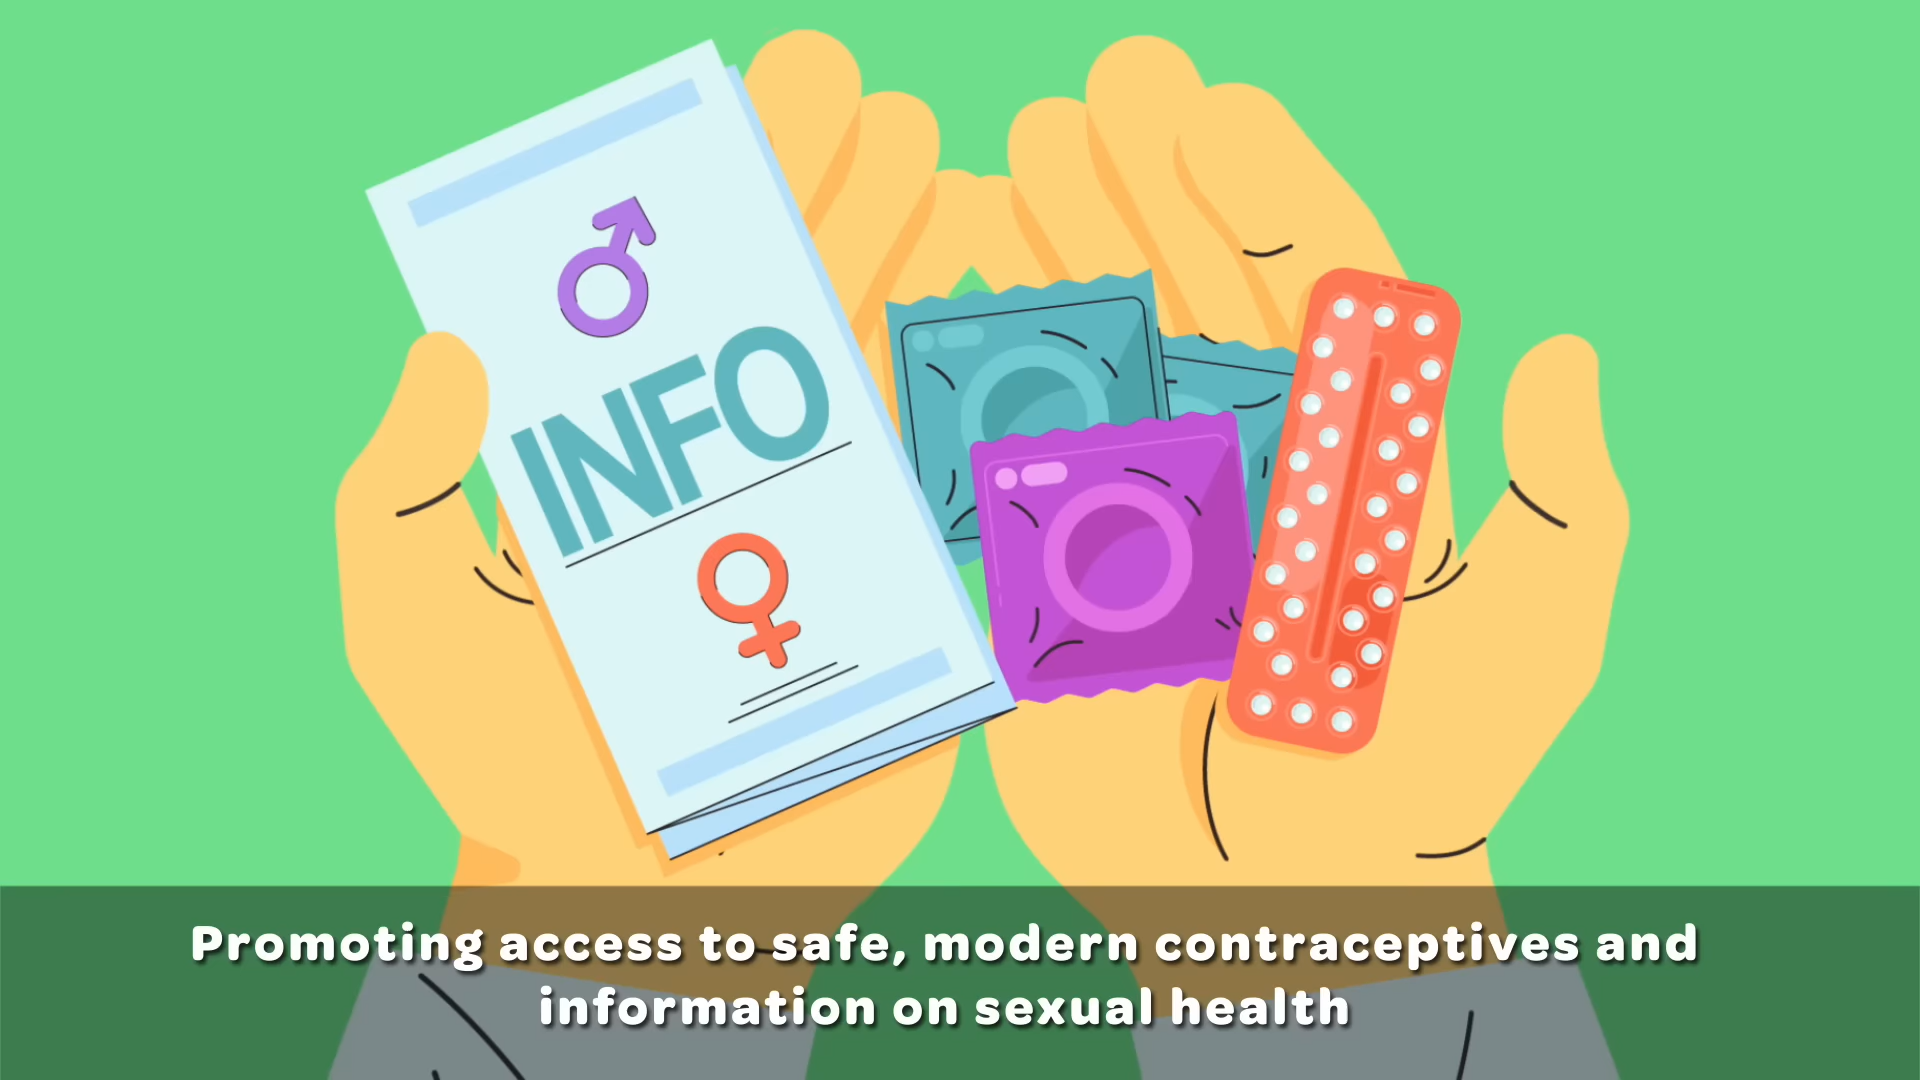 INFO
Promoting access to safe, modern contraceptives and
information on sexual health